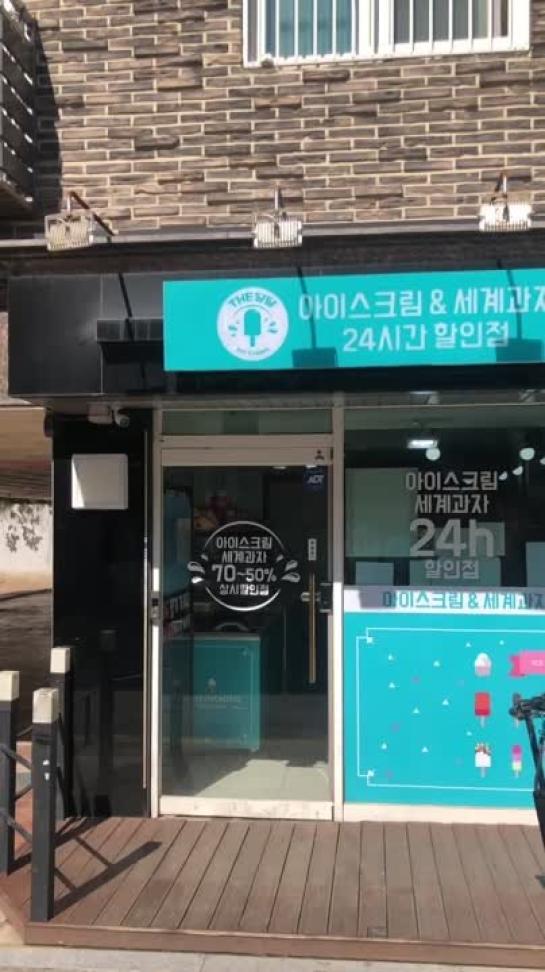 THE달달
아이스크림 & 세계과자
24시간 할인점
ADT
아이스크림
세계과자
70~50%
상시할인점
아이스크림
세계과자
24h
할인점
아이스크림 & 세계과자